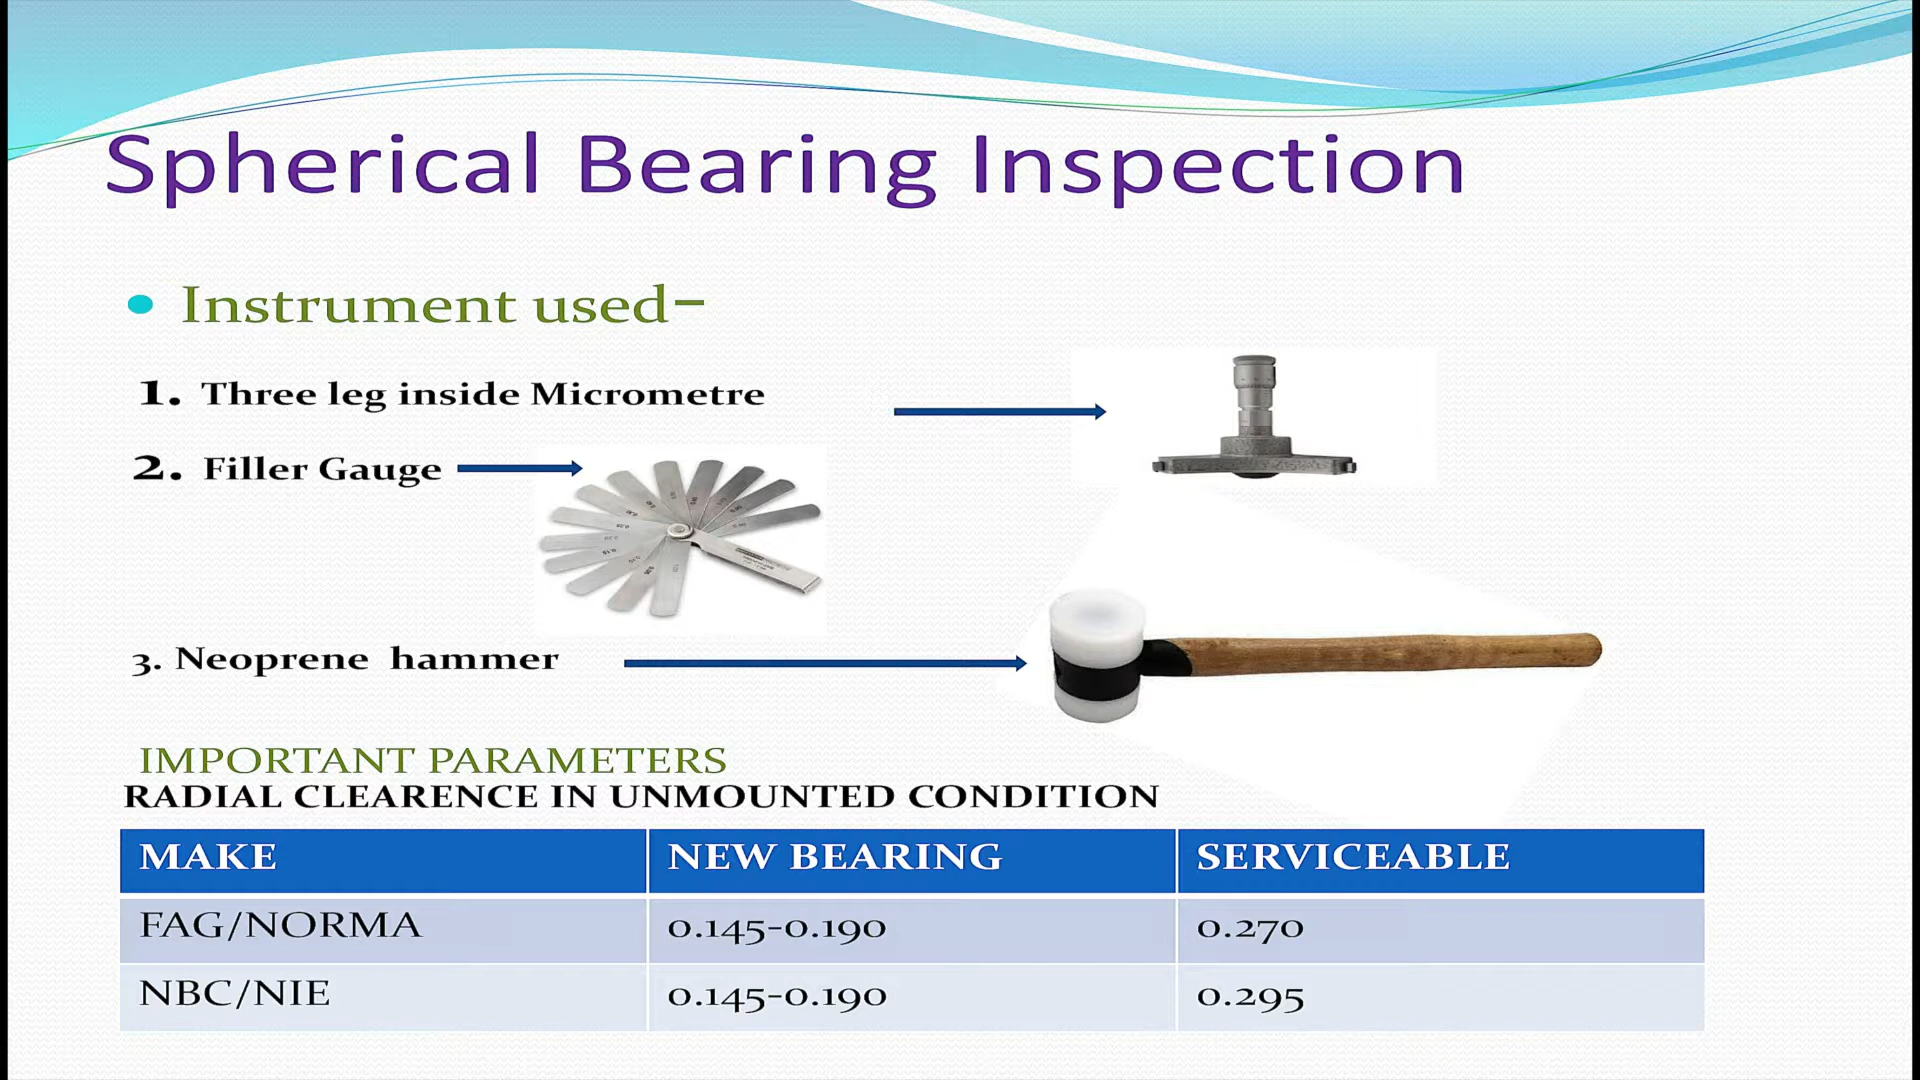 Spherical Bearing Inspection
• Instrument used-
1. Three leg inside Micrometre
2. Filler Gauge
3. Neoprene hammer
IMPORTANT PARAMETERS
RADIAL CLEARENCE IN UNMOUNTED CONDITION
MAKE NEW BEARING SERVICEABLE
FAG/NORMA 0.145-0.190 0.270
NBC/NIE 0.145-0.190 0.295